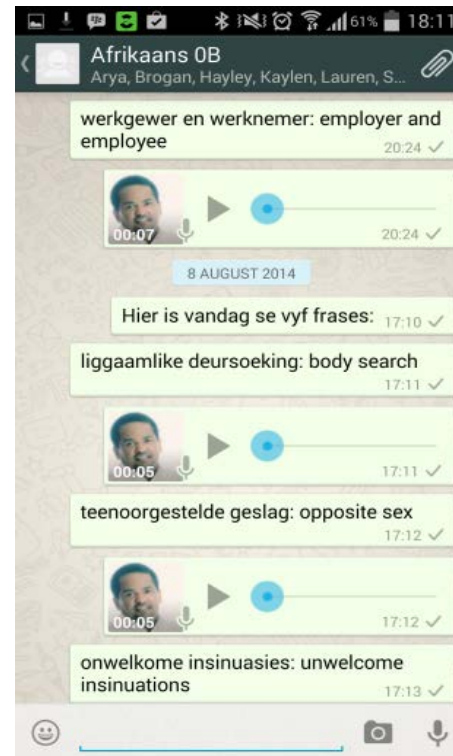 61% 18:11
Afrikaans 0B
Arya, Brogan, Hayley, Kaylen, Lauren, S...
werkgewer en werknemer: employer and
employee
20:24
00:07
20:24
8 AUGUST 2014
Hier is vandag se vyf frases: 17:10
liggaamlike deursoeking: body search
17:11
00:05
17:11
teenoorgestelde geslag: opposite sex
17:12
00:05
17:12
onwelkome insinuasies: unwelcome
insinuations
17:13